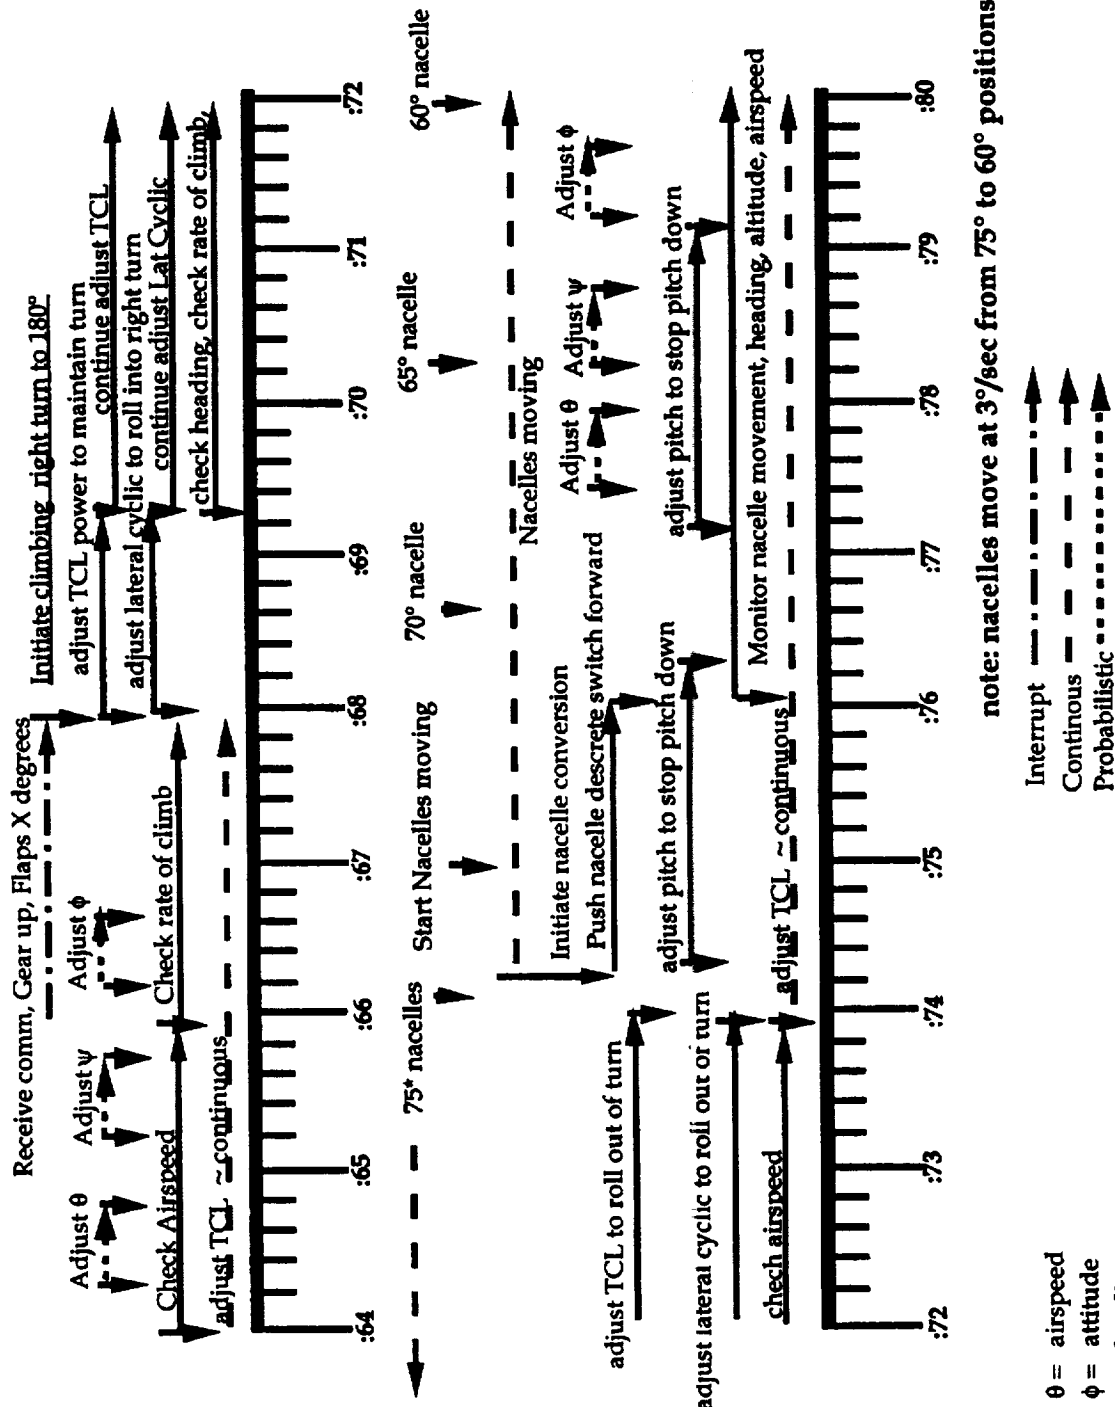 Receive comm, Gear up, Flaps X degrees
Initiate climbing right turn to 180°
Adjust θ
Adjust ψ
Adjust ϕ
adjust TCL power to maintain turn
continue adjust TCL
Check Airspeed
Check rate of climb
adjust lateral cyclic to roll into right turn
continue adjust Lat Cyclic
adjust TCL ~ continuous
check heading, check rate of climb,
:64
:65
:66
:67
:68
:69
:70
:71
:72
75* nacelles
Start Nacelles moving
70° nacelle
65° nacelle
60° nacelle
Nacelles moving
Initiate nacelle conversion
Push nacelle descrete switch forward
Adjust θ
Adjust ψ
Adjust ϕ
adjust TCL to roll out of turn
adjust pitch to stop pitch down
adjust pitch to stop pitch down
adjust lateral cyclic to roll out of turn
Monitor nacelle movement, heading, altitude, airspeed
chech airspeed
adjust TCL ~ continuous
:72
:73
:74
:75
:76
:77
:78
:79
:80
note: nacelles move at 3°/sec from 75° to 60° positions
Interrupt
Continous
Probabilistic
θ = airspeed
ϕ = attitude